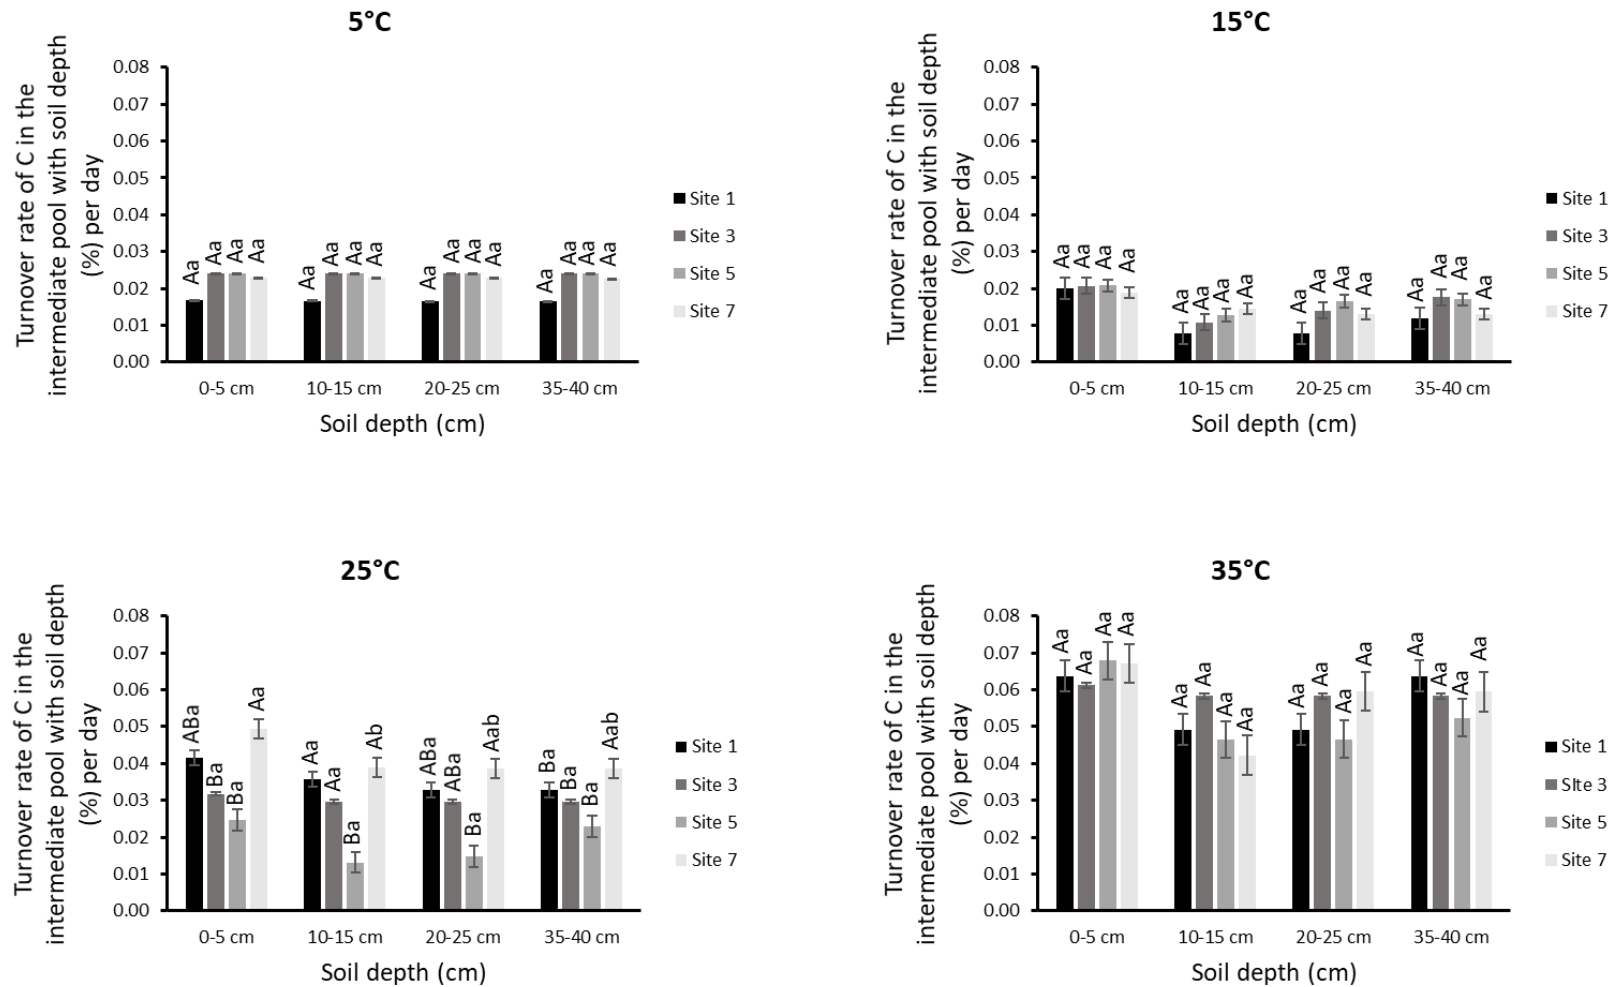 5°C
Turnover rate of C in the
intermediate pool with soil depth
(%) per day
0.08
0.07
0.06
0.05
0.04
0.03
0.02
0.01
0.00
Aa Aa Aa Aa Aa Aa Aa Aa Aa Aa Aa Aa Aa Aa Aa Aa
0-5 cm 10-15 cm 20-25 cm 35-40 cm
Soil depth (cm)
Site 1
Site 3
Site 5
Site 7
15°C
Turnover rate of C in the
intermediate pool with soil depth
(%) per day
0.08
0.07
0.06
0.05
0.04
0.03
0.02
0.01
0.00
Aa Aa Aa Aa Aa Aa Aa Aa Aa Aa Aa Aa Aa Aa Aa Aa
0-5 cm 10-15 cm 20-25 cm 35-40 cm
Soil depth (cm)
Site 1
Site 3
Site 5
Site 7
25°C
Turnover rate of C in the
intermediate pool with soil depth
(%) per day
0.08
0.07
0.06
0.05
0.04
0.03
0.02
0.01
0.00
ABa Ba Ba Aa Aa Aa Ba Ab ABa ABa Ba Aab Ba Ba Ba Aab
0-5 cm 10-15 cm 20-25 cm 35-40 cm
Soil depth (cm)
Site 1
Site 3
Site 5
Site 7
35°C
Turnover rate of C in the
intermediate pool with soil depth
(%) per day
0.08
0.07
0.06
0.05
0.04
0.03
0.02
0.01
0.00
Aa Aa Aa Aa Aa Aa Aa Aa Aa Aa Aa Aa Aa Aa Aa Aa
0-5 cm 10-15 cm 20-25 cm 35-40 cm
Soil depth (cm)
Site 1
SIte 3
Site 5
Site 7